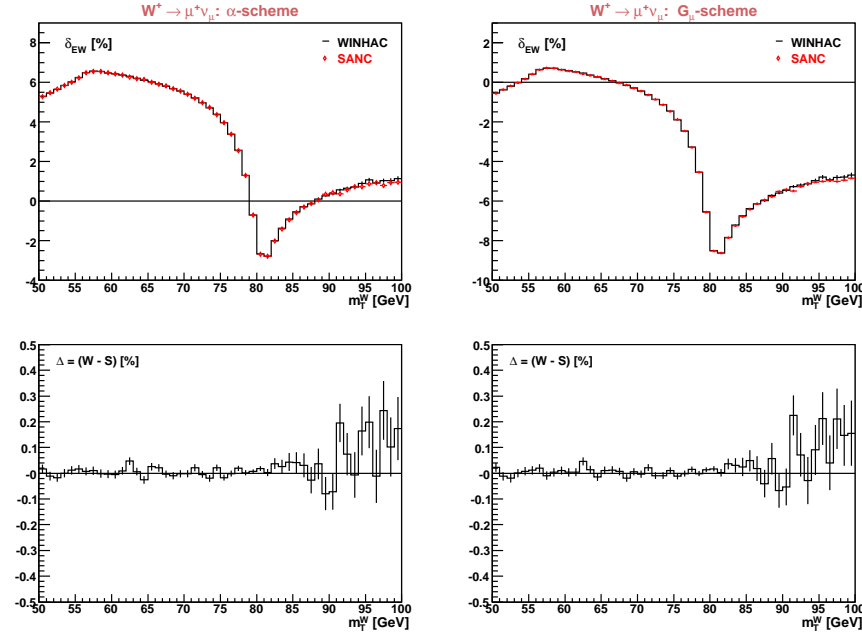 W⁺ → μ⁺ν_μ: α-scheme
δ_EW [%]
WINHAC
SANC
8
6
4
2
0
-2
-4
50 55 60 65 70 75 80 85 90 95 100
m_T^W [GeV]
W⁺ → μ⁺ν_μ: G_μ-scheme
δ_EW [%]
WINHAC
SANC
4
2
0
-2
-4
-6
-8
-10
50 55 60 65 70 75 80 85 90 95 100
m_T^W [GeV]
Δ = (W - S) [%]
0.5
0.4
0.3
0.2
0.1
-0
-0.1
-0.2
-0.3
-0.4
-0.5
50 55 60 65 70 75 80 85 90 95 100
m_T^W [GeV]
Δ = (W - S) [%]
0.5
0.4
0.3
0.2
0.1
-0
-0.1
-0.2
-0.3
-0.4
-0.5
50 55 60 65 70 75 80 85 90 95 100
m_T^W [GeV]